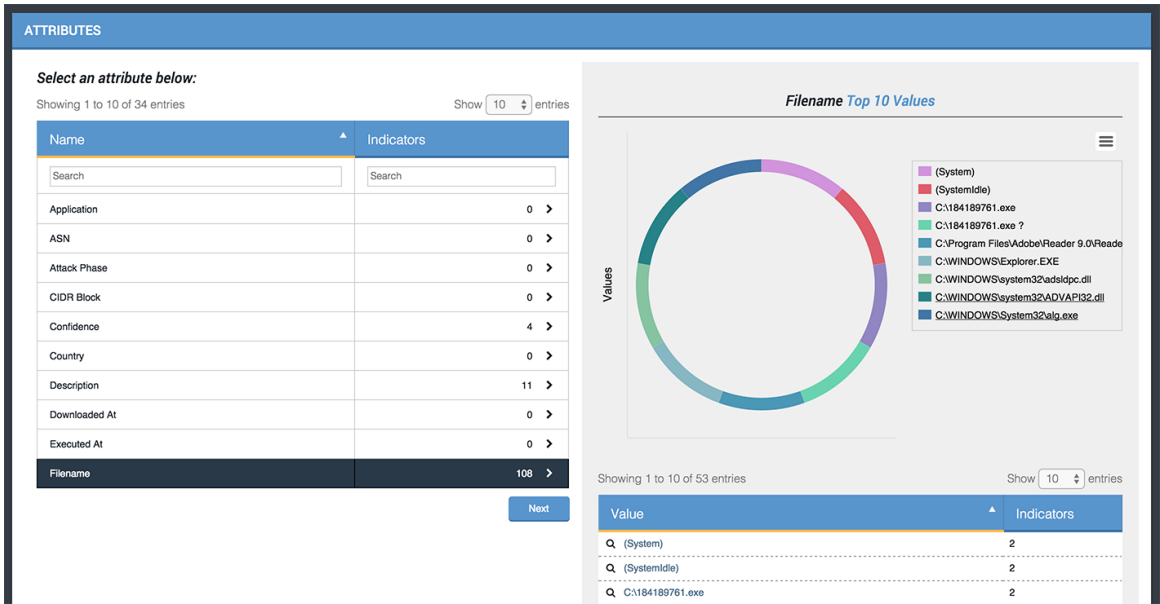 ATTRIBUTES
Select an attribute below:
Showing 1 to 10 of 34 entries
Show 10 entries
Name Indicators
Search Search
Application 0
ASN 0
Attack Phase 0
CIDR Block 0
Confidence 4
Country 0
Description 11
Downloaded At 0
Executed At 0
Filename 108
Next
Filename Top 10 Values
Values
(System)
(SystemIdle)
C:\184189761.exe
C:\184189761.exe ?
C:\Program Files\Adobe\Reader 9.0\Reade
C:\WINDOWS\Explorer.EXE
C:\WINDOWS\system32\adsldpc.dll
C:\WINDOWS\system32\ADVAPI32.dll
C:\WINDOWS\System32\alg.exe
Showing 1 to 10 of 53 entries
Show 10 entries
Value Indicators
(System) 2
(SystemIdle) 2
C:\184189761.exe 2